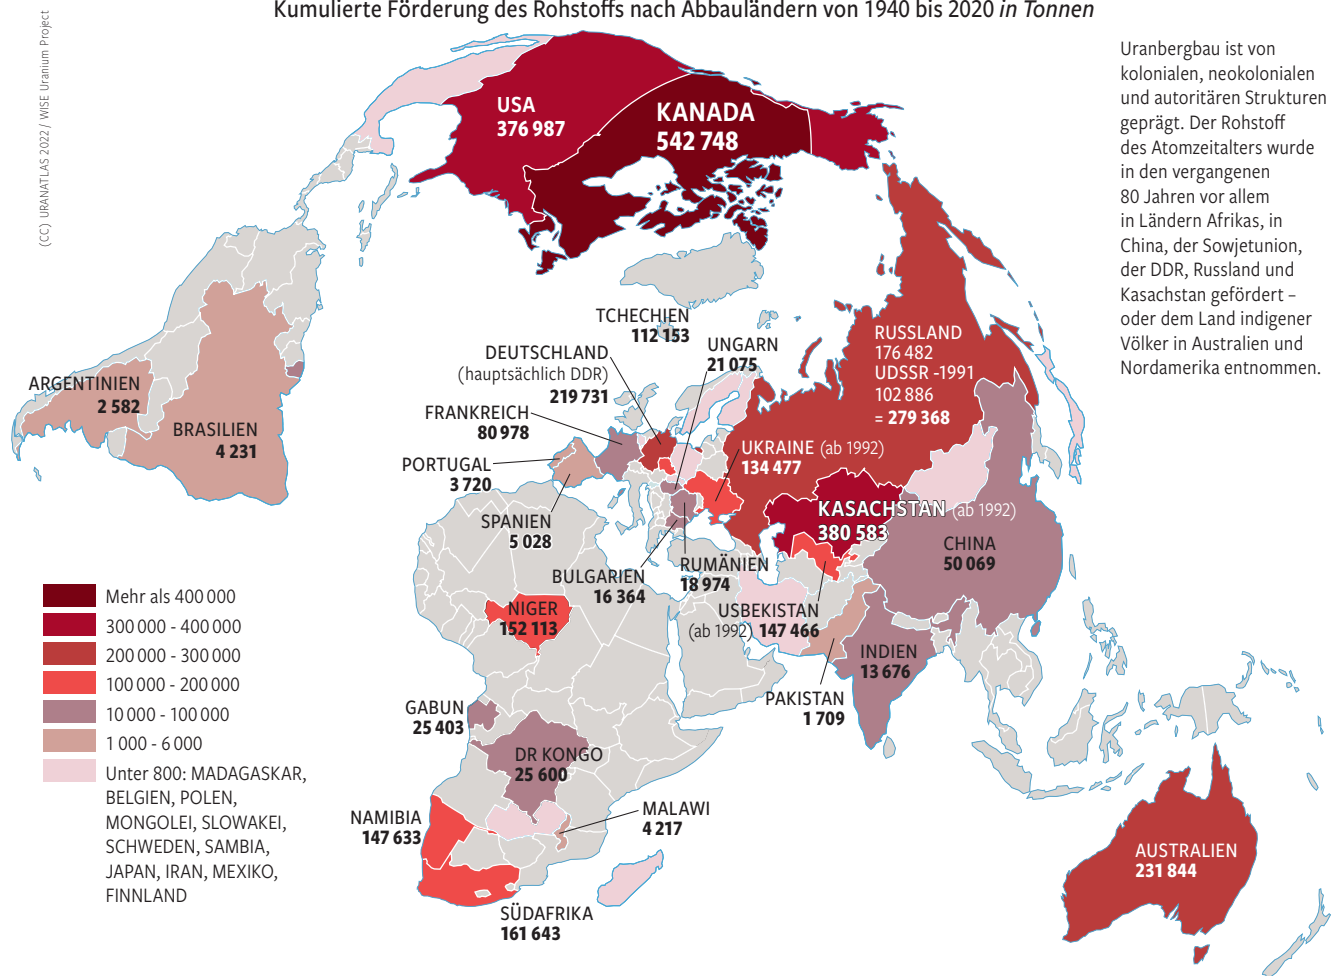 Kumulierte Förderung des Rohstoffs nach Abbauländern von 1940 bis 2020 in Tonnen
(CC) URANATLAS 2022 / WISE Uranium Project
Uranbergbau ist von
kolonialen, neokolonialen
und autoritären Strukturen
geprägt. Der Rohstoff
des Atomzeitalters wurde
in den vergangenen
80 Jahren vor allem
in Ländern Afrikas, in
China, der Sowjetunion,
der DDR, Russland und
Kasachstan gefördert –
oder dem Land indigener
Völker in Australien und
Nordamerika entnommen.
USA
376 987
KANADA
542 748
TCHECHIEN
112 153
DEUTSCHLAND
(hauptsächlich DDR)
219 731
UNGARN
21 075
RUSSLAND
176 482
UDSSR -1991
102 886
= 279 368
ARGENTINIEN
2 582
BRASILIEN
4 231
FRANKREICH
80 978
PORTUGAL
3 720
SPANIEN
5 028
UKRAINE (ab 1992)
134 477
KASACHSTAN (ab 1992)
380 583
CHINA
50 069
BULGARIEN
16 364
RUMÄNIEN
18 974
USBEKISTAN
(ab 1992) 147 466
NIGER
152 113
INDIEN
13 676
PAKISTAN
1 709
GABUN
25 403
DR KONGO
25 600
NAMIBIA
147 633
MALAWI
4 217
SÜDAFRIKA
161 643
AUSTRALIEN
231 844
Mehr als 400 000
300 000 - 400 000
200 000 - 300 000
100 000 - 200 000
10 000 - 100 000
1 000 - 6 000
Unter 800: MADAGASKAR,
BELGIEN, POLEN,
MONGOLEI, SLOWAKEI,
SCHWEDEN, SAMBIA,
JAPAN, IRAN, MEXIKO,
FINNLAND